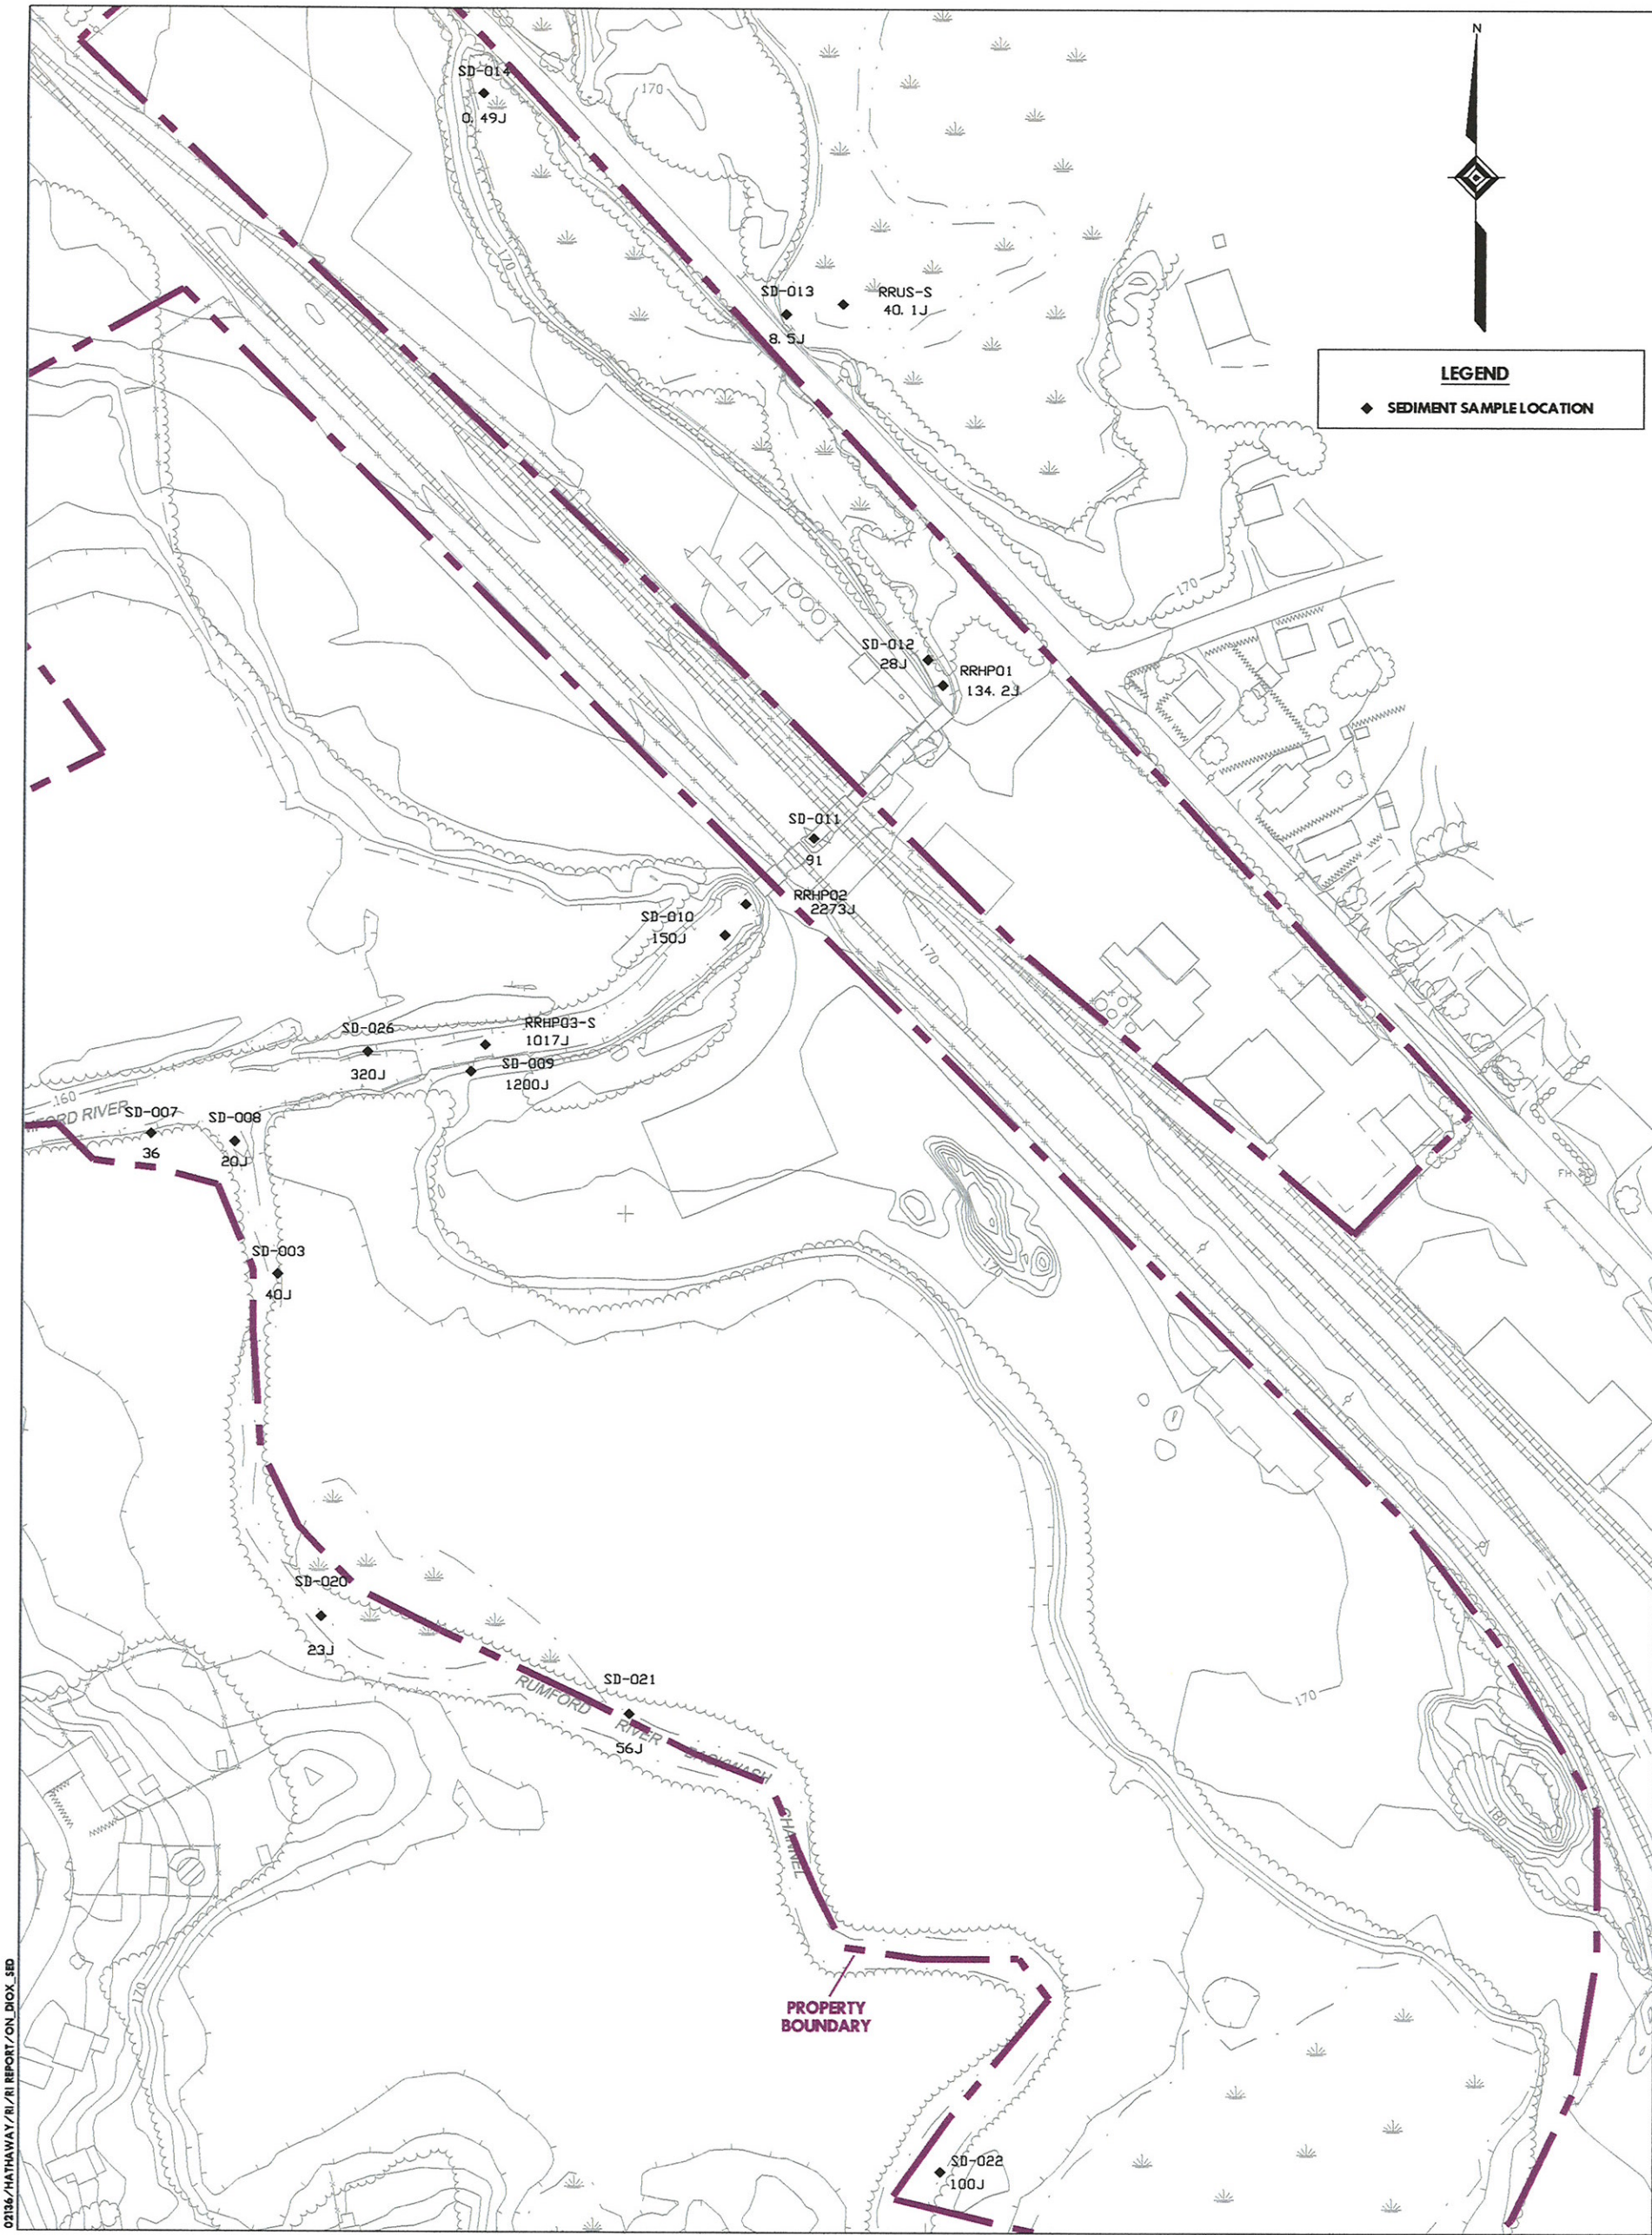 N
SD-014
0.49J
170
170
SD-013
8.5J
RRUS-S
40.1J
LEGEND
SEDIMENT SAMPLE LOCATION
170
SD-012
28J
RRHP01
134.2J
SD-011
91
RRHP02
2273J
SD-010
150J
170
SD-026
320J
RRHP03-S
1017J
SD-009
1200J
160
RIVER
SD-007
36
SD-008
20J
FH
SD-003
40J
SD-020
23J
SD-021
56J
RUMFORD
RIVER
BACKWASH
CHANNEL
170
180
170
PROPERTY
BOUNDARY
SD-022
100J
02136/HATHAWAY/RI/RI REPORT/ON_DIOX_SED